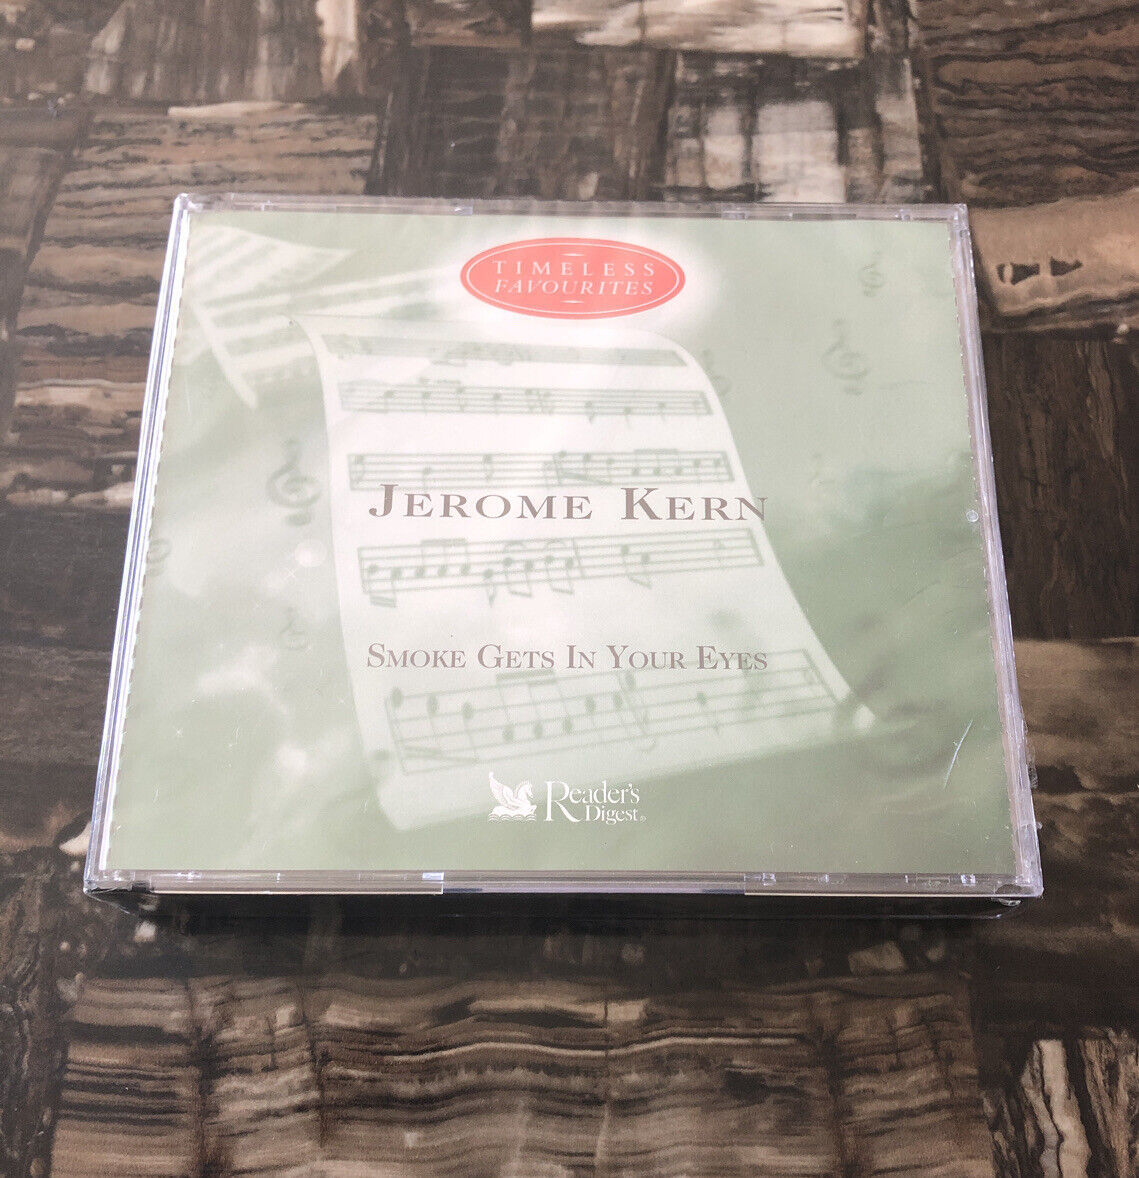 TIMELESS
FAVOURITES
JEROME KERN
SMOKE GETS IN YOUR EYES
Reader's
Digest®